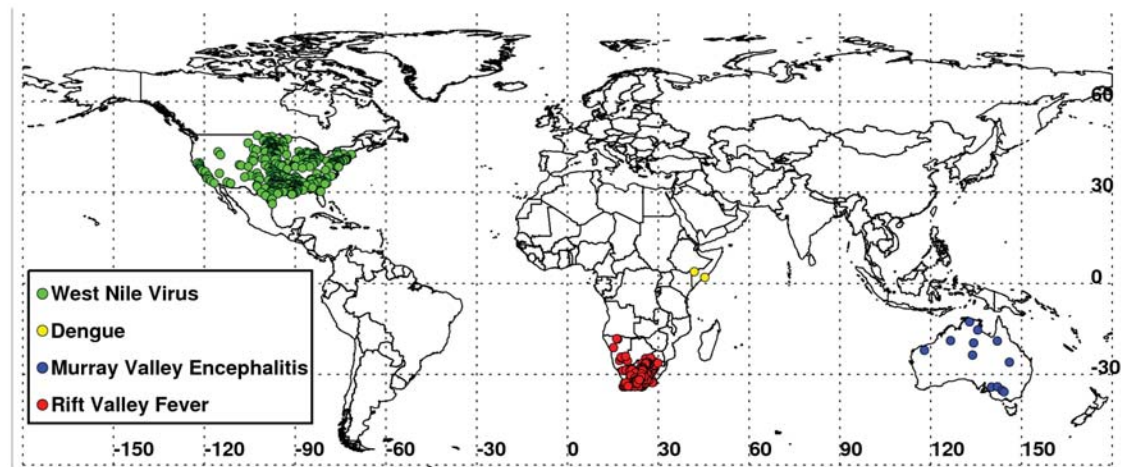 60
30
0
-30
West Nile Virus
Dengue
Murray Valley Encephalitis
Rift Valley Fever
-150 -120 -90 -60 -30 0 30 60 90 120 150